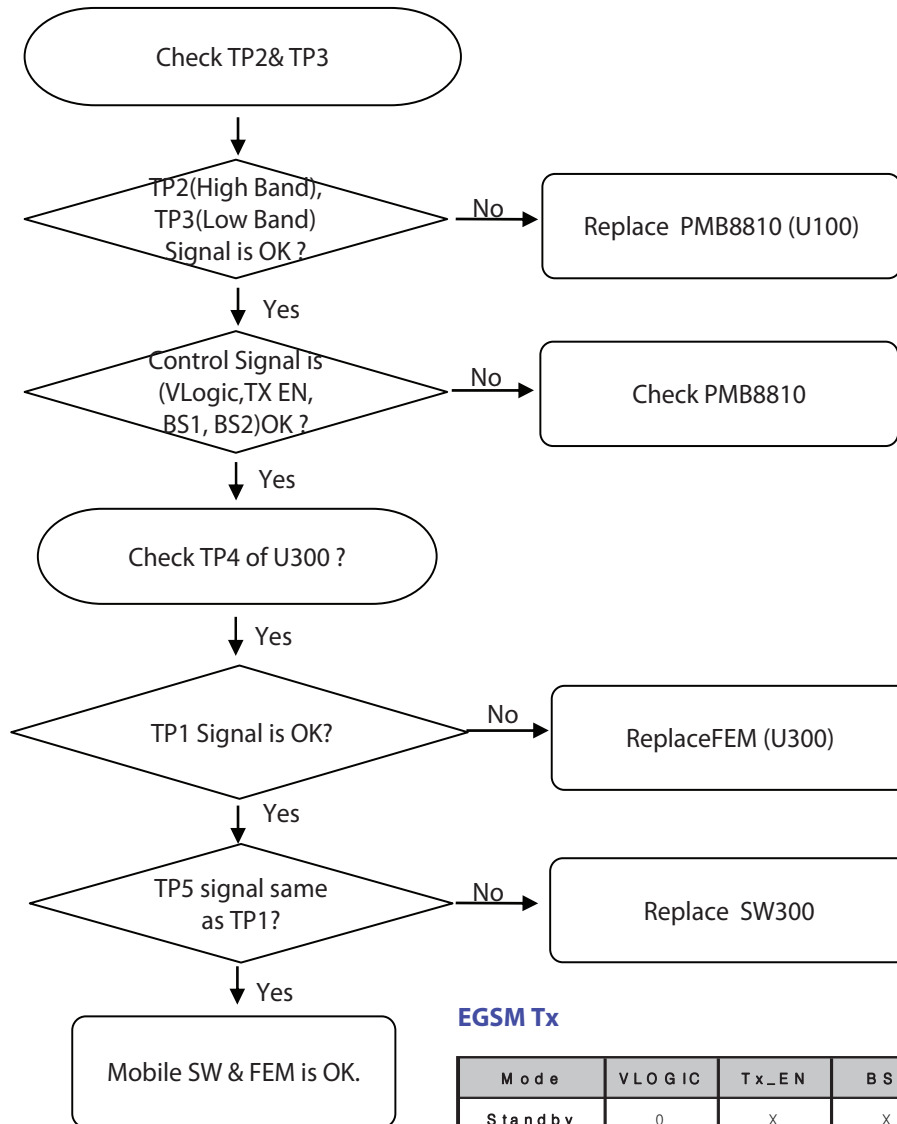 Check TP2& TP3
TP2(High Band),
TP3(Low Band)
Signal is OK ?
No
Replace PMB8810 (U100)
Yes
Control Signal is
(VLogic,TX EN,
BS1, BS2)OK ?
No
Check PMB8810
Yes
Check TP4 of U300 ?
Yes
TP1 Signal is OK?
No
ReplaceFEM (U300)
Yes
TP5 signal same
as TP1?
No
Replace SW300
Yes
Mobile SW & FEM is OK.
EGSM Tx
Mode VLOGIC Tx_EN BS
Standby 0 X X